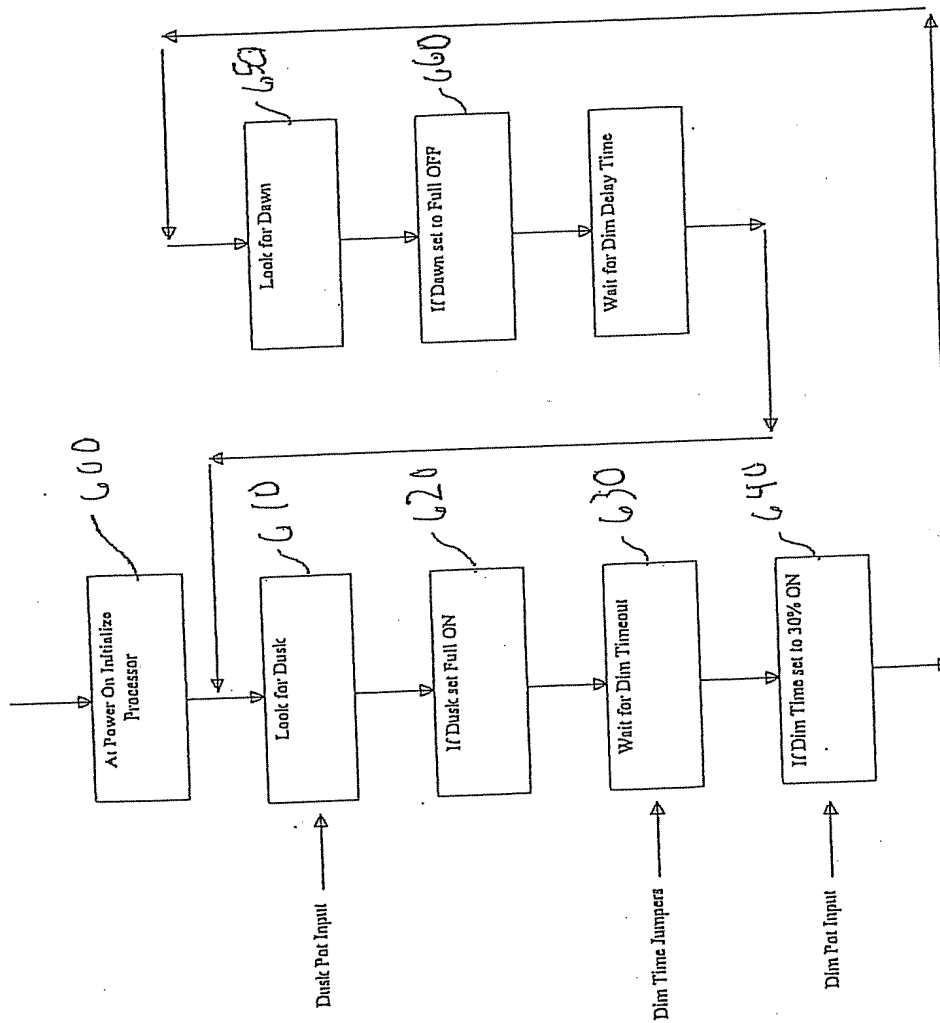 At Power On Initialize
Processor
600
Dusk Pot Input
Look for Dusk
610
If Dusk set Full ON
620
Dim Time Jumpers
Wait for Dim Timeout
630
Dim Pot Input
If Dim Time set to 30% ON
640
Look for Dawn
650
If Dawn set to Full OFF
660
Wait for Dim Delay Time